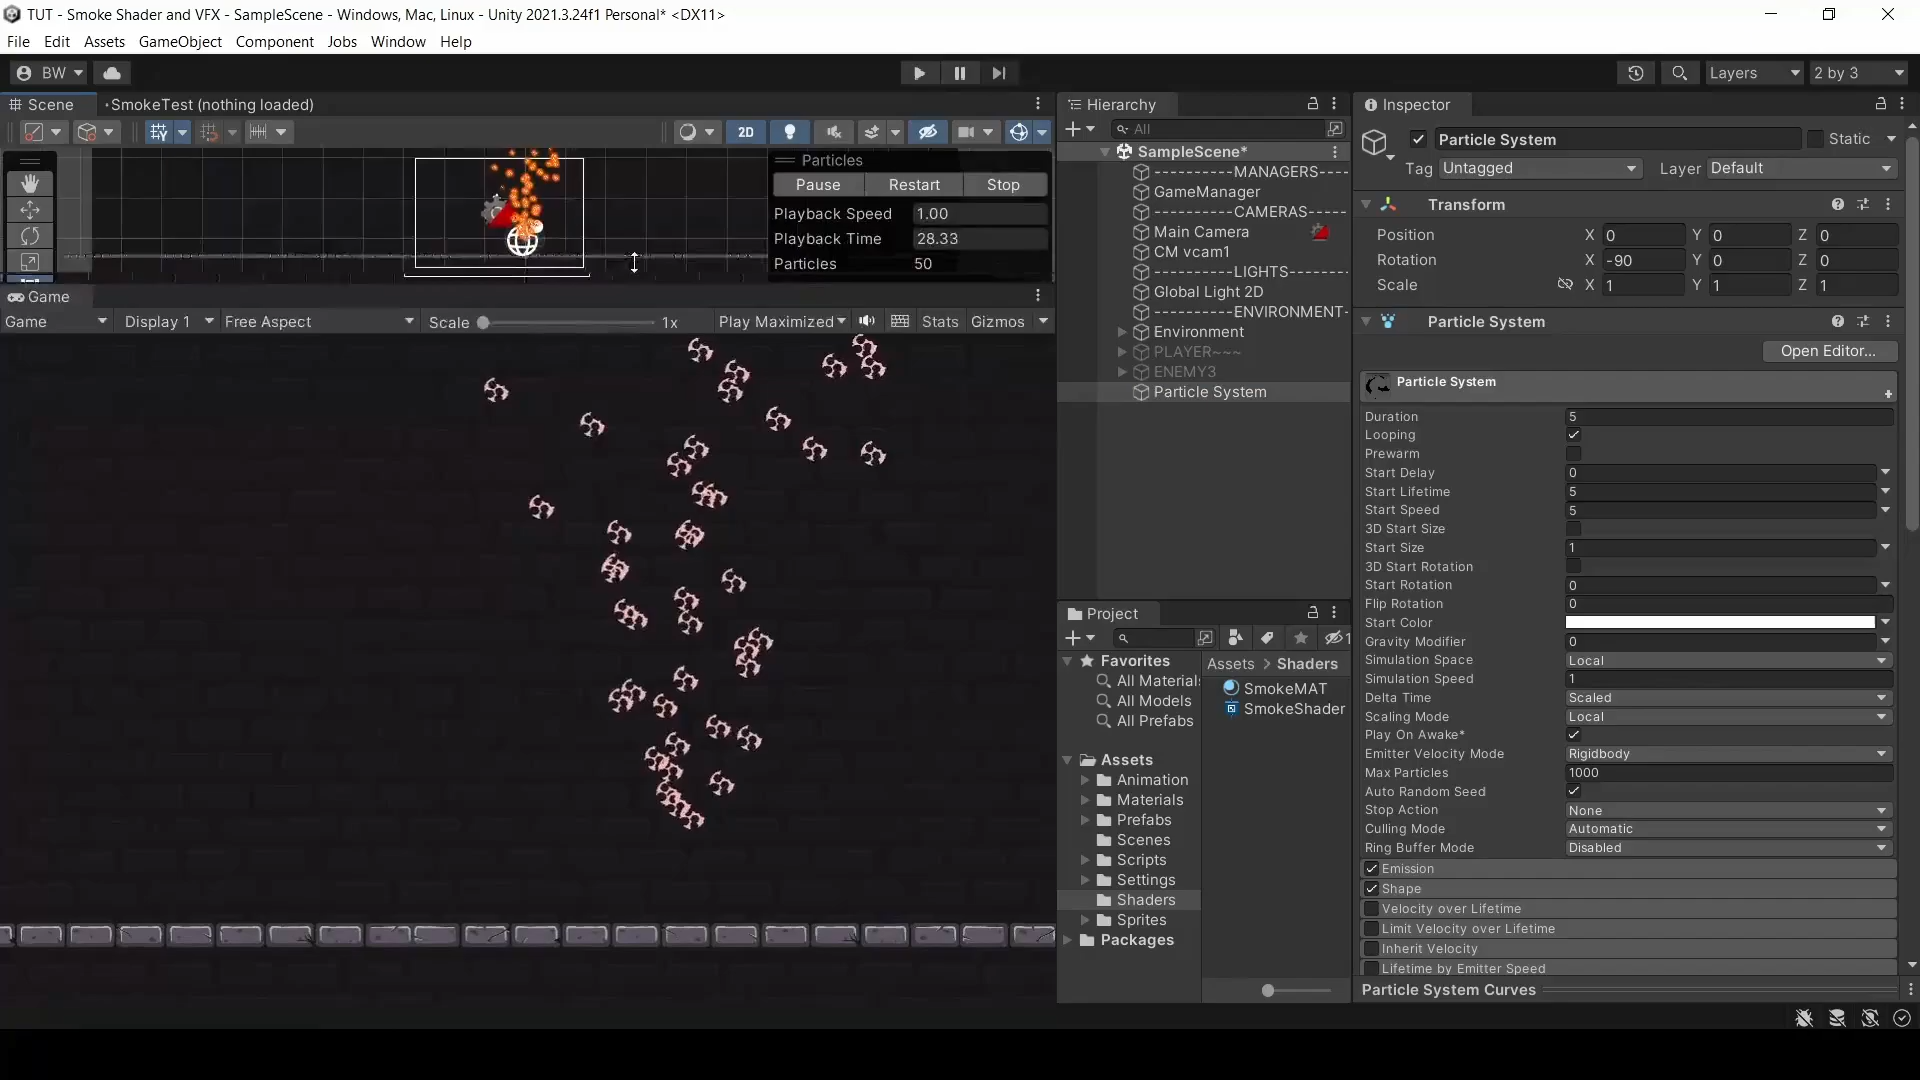 TUT - Smoke Shader and VFX - SampleScene - Windows, Mac, Linux - Unity 2021.3.24f1 Personal* <DX11>
File Edit Assets GameObject Component Jobs Window Help
BW
Layers
2 by 3
Scene
SmokeTest (nothing loaded)
2D
Particles
Pause Restart Stop
Playback Speed 1.00
Playback Time 28.33
Particles 50
Game
Game Display 1 Free Aspect Scale 1x Play Maximized Stats Gizmos
Hierarchy
All
SampleScene*
----------MANAGERS----
GameManager
----------CAMERAS-----
Main Camera
CM vcam1
----------LIGHTS-------
Global Light 2D
----------ENVIRONMENT-
Environment
PLAYER~~~
ENEMY3
Particle System
Project
1
Favorites
All Materials
All Models
All Prefabs
Assets
Animation
Materials
Prefabs
Scenes
Scripts
Settings
Shaders
Sprites
Packages
Assets > Shaders
SmokeMAT
SmokeShader
Inspector
Particle System Static
Tag Untagged Layer Default
Transform
Position X 0 Y 0 Z 0
Rotation X -90 Y 0 Z 0
Scale X 1 Y 1 Z 1
Particle System
Open Editor...
Particle System
Duration 5
Looping
Prewarm
Start Delay 0
Start Lifetime 5
Start Speed 5
3D Start Size
Start Size 1
3D Start Rotation
Start Rotation 0
Flip Rotation 0
Start Color
Gravity Modifier 0
Simulation Space Local
Simulation Speed 1
Delta Time Scaled
Scaling Mode Local
Play On Awake*
Emitter Velocity Mode Rigidbody
Max Particles 1000
Auto Random Seed
Stop Action None
Culling Mode Automatic
Ring Buffer Mode Disabled
Emission
Shape
Velocity over Lifetime
Limit Velocity over Lifetime
Inherit Velocity
Lifetime by Emitter Speed
Particle System Curves